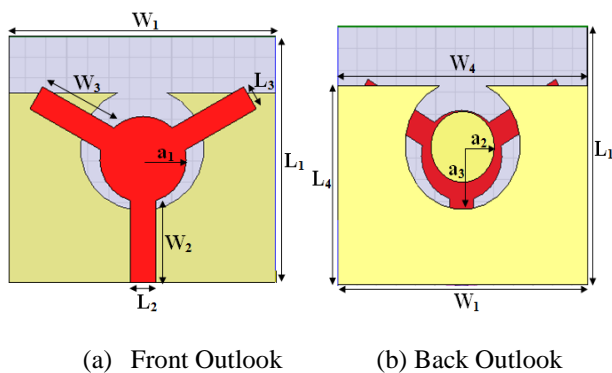 W₁
W₃
L₃
a₁
L₁
W₂
L₂
W₄
L₄
a₂
a₃
L₁
W₁
(a) Front Outlook
(b) Back Outlook